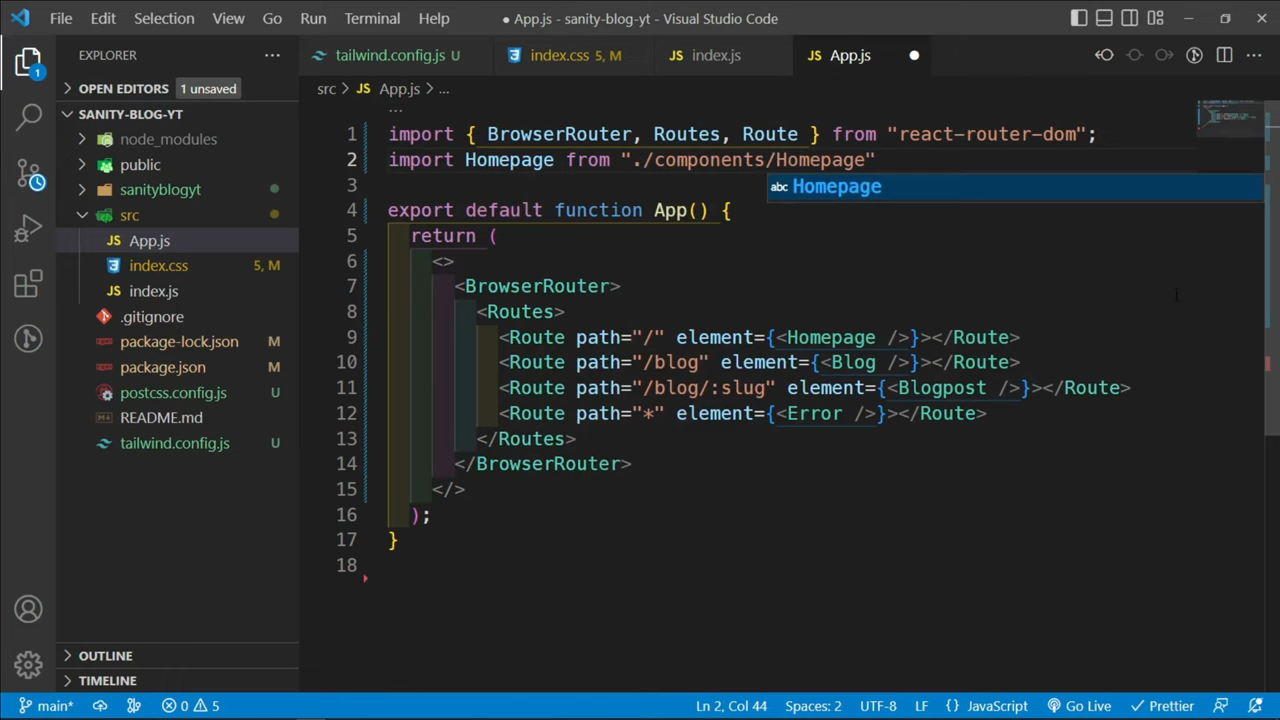 File Edit Selection View Go Run Terminal Help ● App.js - sanity-blog-yt - Visual Studio Code
EXPLORER ···
tailwind.config.js U
index.css 5, M
JS index.js
JS App.js ●
OPEN EDITORS 1 unsaved
src > JS App.js > ...
SANITY-BLOG-YT
node_modules
public
sanityblogyt
src
JS App.js
index.css 5, M
JS index.js
.gitignore
package-lock.json M
package.json M
postcss.config.js U
README.md
tailwind.config.js U
OUTLINE
TIMELINE
1
...
1 import { BrowserRouter, Routes, Route } from "react-router-dom";
2 import Homepage from "./components/Homepage"
abc Homepage
3
4 export default function App() {
5 return (
6 <>
7 <BrowserRouter>
8 <Routes>
9 <Route path="/" element={<Homepage />}></Route>
10 <Route path="/blog" element={<Blog />}></Route>
11 <Route path="/blog/:slug" element={<Blogpost />}></Route>
12 <Route path="*" element={<Error />}></Route>
13 </Routes>
14 </BrowserRouter>
15 </>
16 );
17 }
18
main* 0 5 Ln 2, Col 44 Spaces: 2 UTF-8 LF {} JavaScript Go Live Prettier